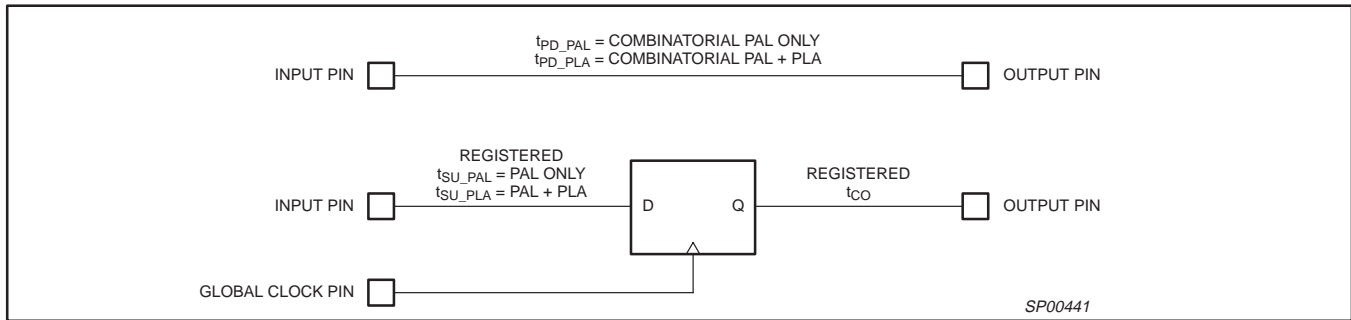 tPD_PAL = COMBINATORIAL PAL ONLY
tPD_PLA = COMBINATORIAL PAL + PLA
INPUT PIN
OUTPUT PIN
REGISTERED
tSU_PAL = PAL ONLY
tSU_PLA = PAL + PLA
REGISTERED
tCO
INPUT PIN
D
Q
OUTPUT PIN
GLOBAL CLOCK PIN
SP00441